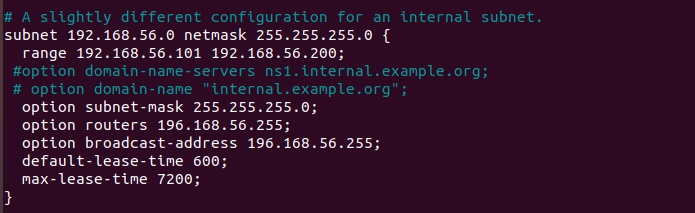 # A slightly different configuration for an internal subnet.
subnet 192.168.56.0 netmask 255.255.255.0 {
  range 192.168.56.101 192.168.56.200;
 #option domain-name-servers ns1.internal.example.org;
 # option domain-name "internal.example.org";
  option subnet-mask 255.255.255.0;
  option routers 196.168.56.255;
  option broadcast-address 196.168.56.255;
  default-lease-time 600;
  max-lease-time 7200;
}